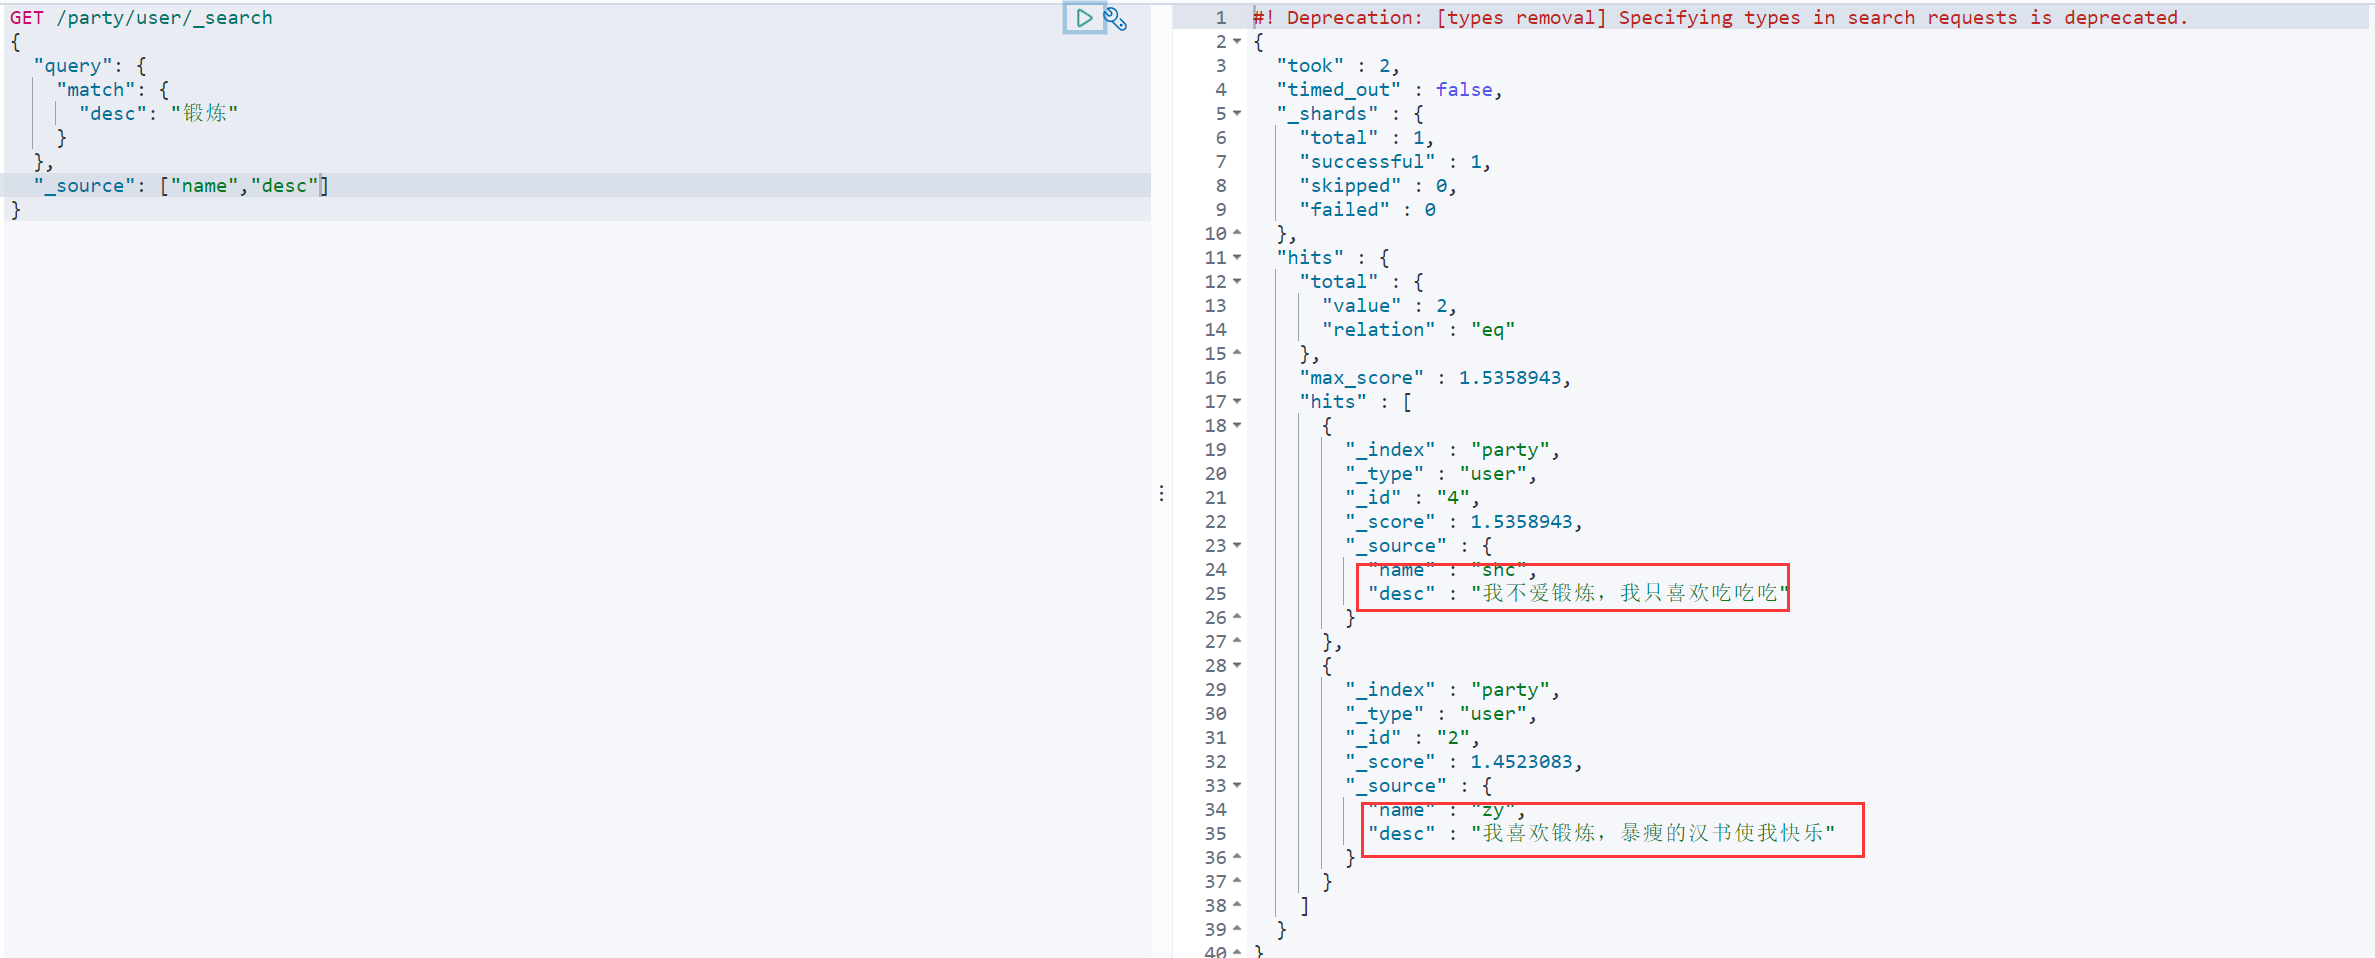 GET /party/user/_search
{
  "query": {
    "match": {
      "desc": "锻炼"
    }
  },
  "_source": ["name","desc"]
}
1 #! Deprecation: [types removal] Specifying types in search requests is deprecated.
2 {
3   "took" : 2,
4   "timed_out" : false,
5   "_shards" : {
6     "total" : 1,
7     "successful" : 1,
8     "skipped" : 0,
9     "failed" : 0
10   },
11   "hits" : {
12     "total" : {
13       "value" : 2,
14       "relation" : "eq"
15     },
16     "max_score" : 1.5358943,
17     "hits" : [
18       {
19         "_index" : "party",
20         "_type" : "user",
21         "_id" : "4",
22         "_score" : 1.5358943,
23         "_source" : {
24           "name" : "shc",
25           "desc" : "我不爱锻炼，我只喜欢吃吃吃"
26         }
27       },
28       {
29         "_index" : "party",
30         "_type" : "user",
31         "_id" : "2",
32         "_score" : 1.4523083,
33         "_source" : {
34           "name" : "zy",
35           "desc" : "我喜欢锻炼，暴瘦的汉书使我快乐"
36         }
37       }
38     ]
39   }
40 }